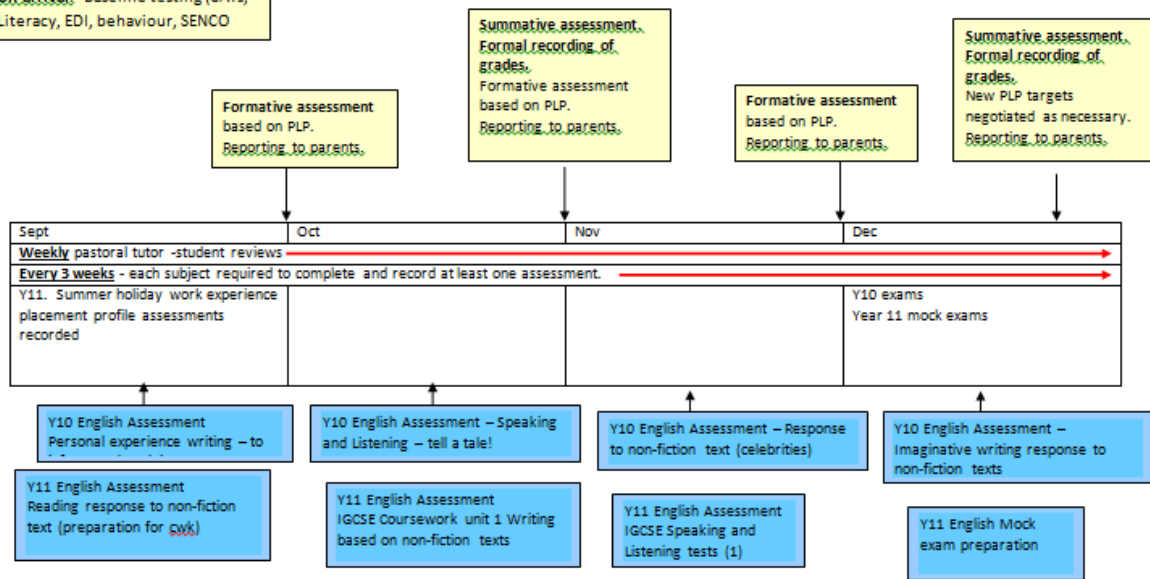 Baseline testing (CATs,
Literacy, EDI, behaviour, SENCO
Formative assessment
based on PLP.
Reporting to parents.
Summative assessment.
Formal recording of
grades.
Formative assessment
based on PLP.
Reporting to parents.
Formative assessment
based on PLP.
Reporting to parents.
Summative assessment.
Formal recording of
grades.
New PLP targets
negotiated as necessary.
Reporting to parents.
Sept
Oct
Nov
Dec
Weekly pastoral tutor -student reviews
Every 3 weeks - each subject required to complete and record at least one assessment.
Y11. Summer holiday work experience
placement profile assessments
recorded
Y10 exams
Year 11 mock exams
Y10 English Assessment
Personal experience writing – to
Y10 English Assessment – Speaking
and Listening – tell a tale!
Y10 English Assessment – Response
to non-fiction text (celebrities)
Y10 English Assessment –
Imaginative writing response to
non-fiction texts
Y11 English Assessment
Reading response to non-fiction
text (preparation for cwk)
Y11 English Assessment
IGCSE Coursework unit 1 Writing
based on non-fiction texts
Y11 English Assessment
IGCSE Speaking and
Listening tests (1)
Y11 English Mock
exam preparation